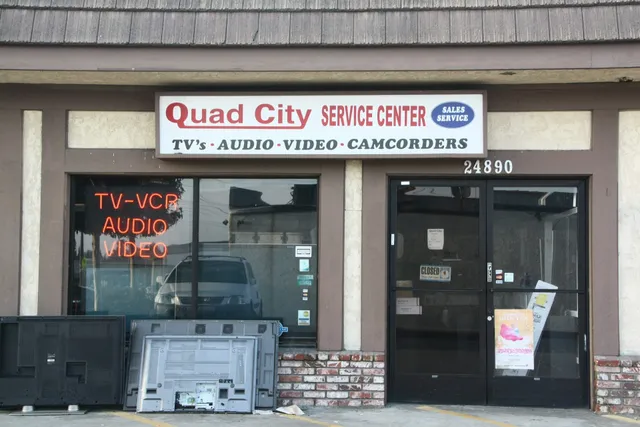 Quad City SERVICE CENTER
SALES
SERVICE
TV's · AUDIO · VIDEO · CAMCORDERS
24890
TV-VCR
AUDIO
VIDEO
CLOSED